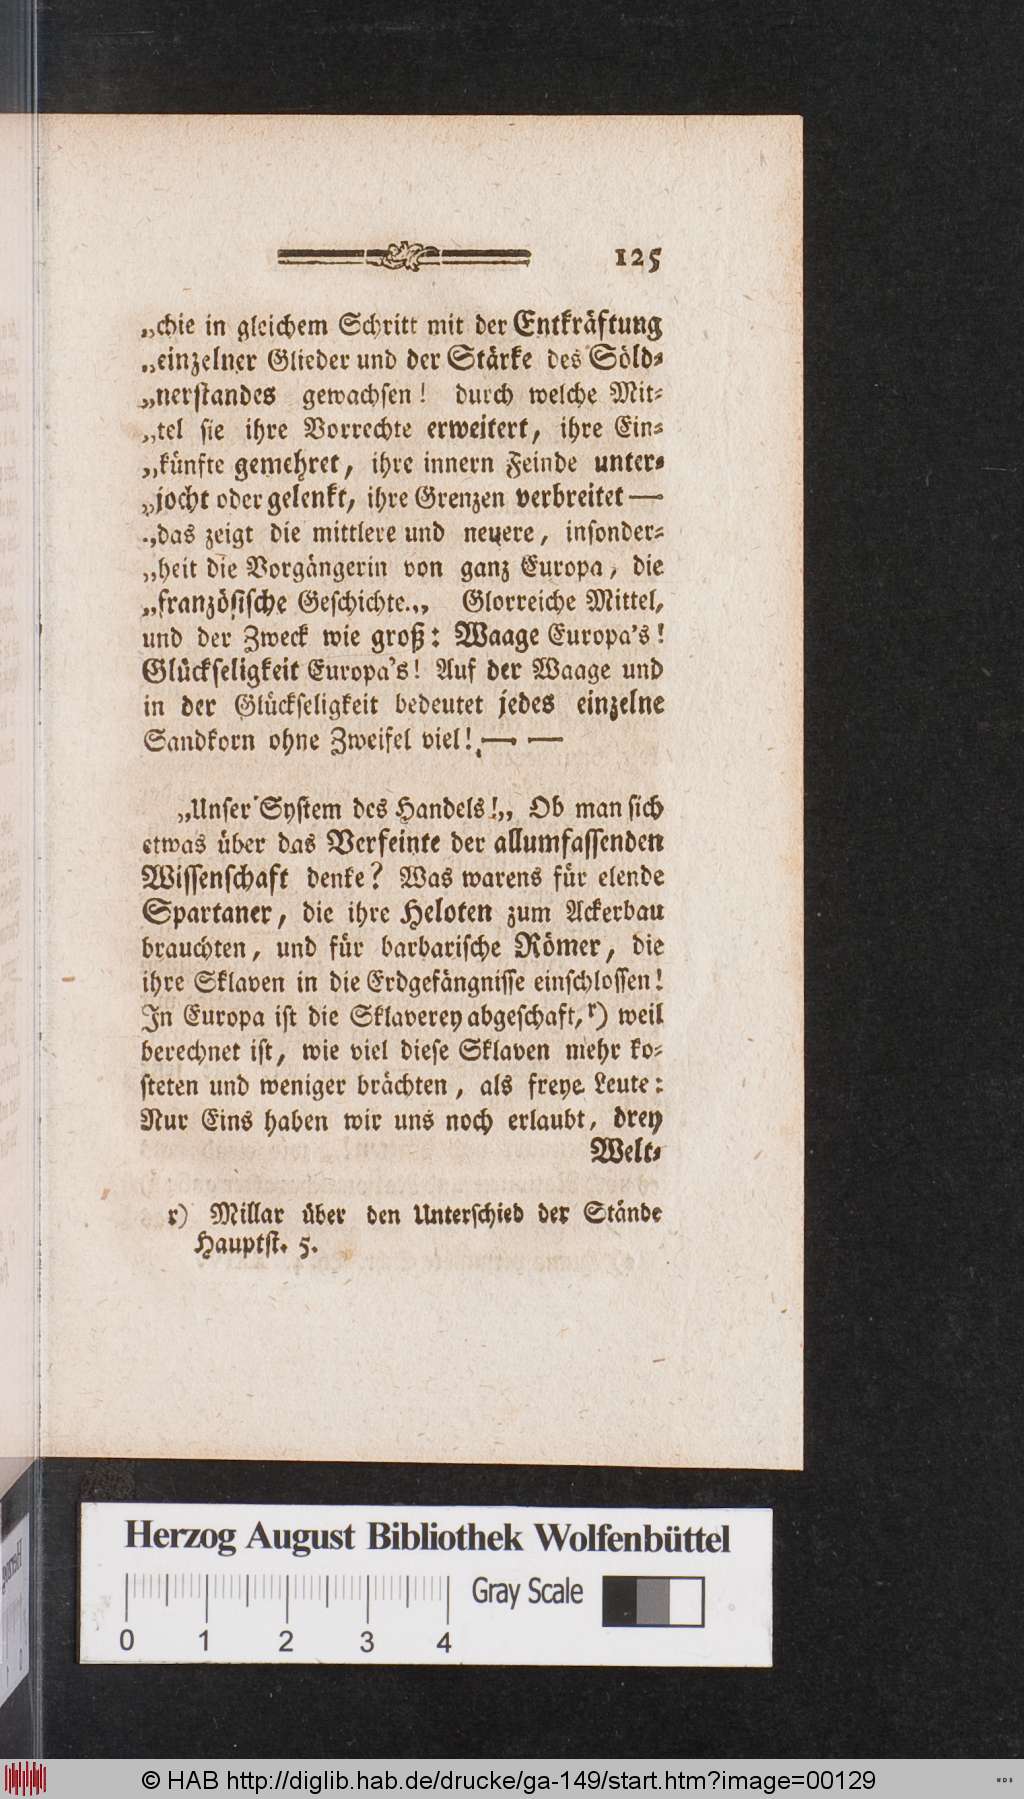 125
„chie in gleichem Schritt mit der Entkräftung
„einzelner Glieder und der Stärke des Söld-
„nerstandes gewachsen! durch welche Mit-
„tel sie ihre Vorrechte erweitert, ihre Ein-
„künfte gemehret, ihre innern Feinde unter-
„jocht oder gelenkt, ihre Grenzen verbreitet —
„das zeigt die mittlere und neuere, insonder-
„heit die Vorgängerin von ganz Europa, die
„französische Geschichte.„ Glorreiche Mittel,
und der Zweck wie groß: Waage Europa's!
Glückseligkeit Europa's! Auf der Waage und
in der Glückseligkeit bedeutet jedes einzelne
Sandkorn ohne Zweifel viel! — —
„Unser System des Handels!„ Ob man sich
etwas über das Verfeinte der allumfassenden
Wissenschaft denke? Was warens für elende
Spartaner, die ihre Heloten zum Ackerbau
brauchten, und für barbarische Römer, die
ihre Sklaven in die Erdgefängnisse einschlossen!
In Europa ist die Sklaverey abgeschaft, r) weil
berechnet ist, wie viel diese Sklaven mehr ko-
steten und weniger brächten, als freye Leute:
Nur Eins haben wir uns noch erlaubt, drey
Welt-
r) Millar über den Unterschied der Stände
Hauptst. 5.
Herzog August Bibliothek Wolfenbüttel
Gray Scale
0 1 2 3 4
© HAB http://diglib.hab.de/drucke/ga-149/start.htm?image=00129